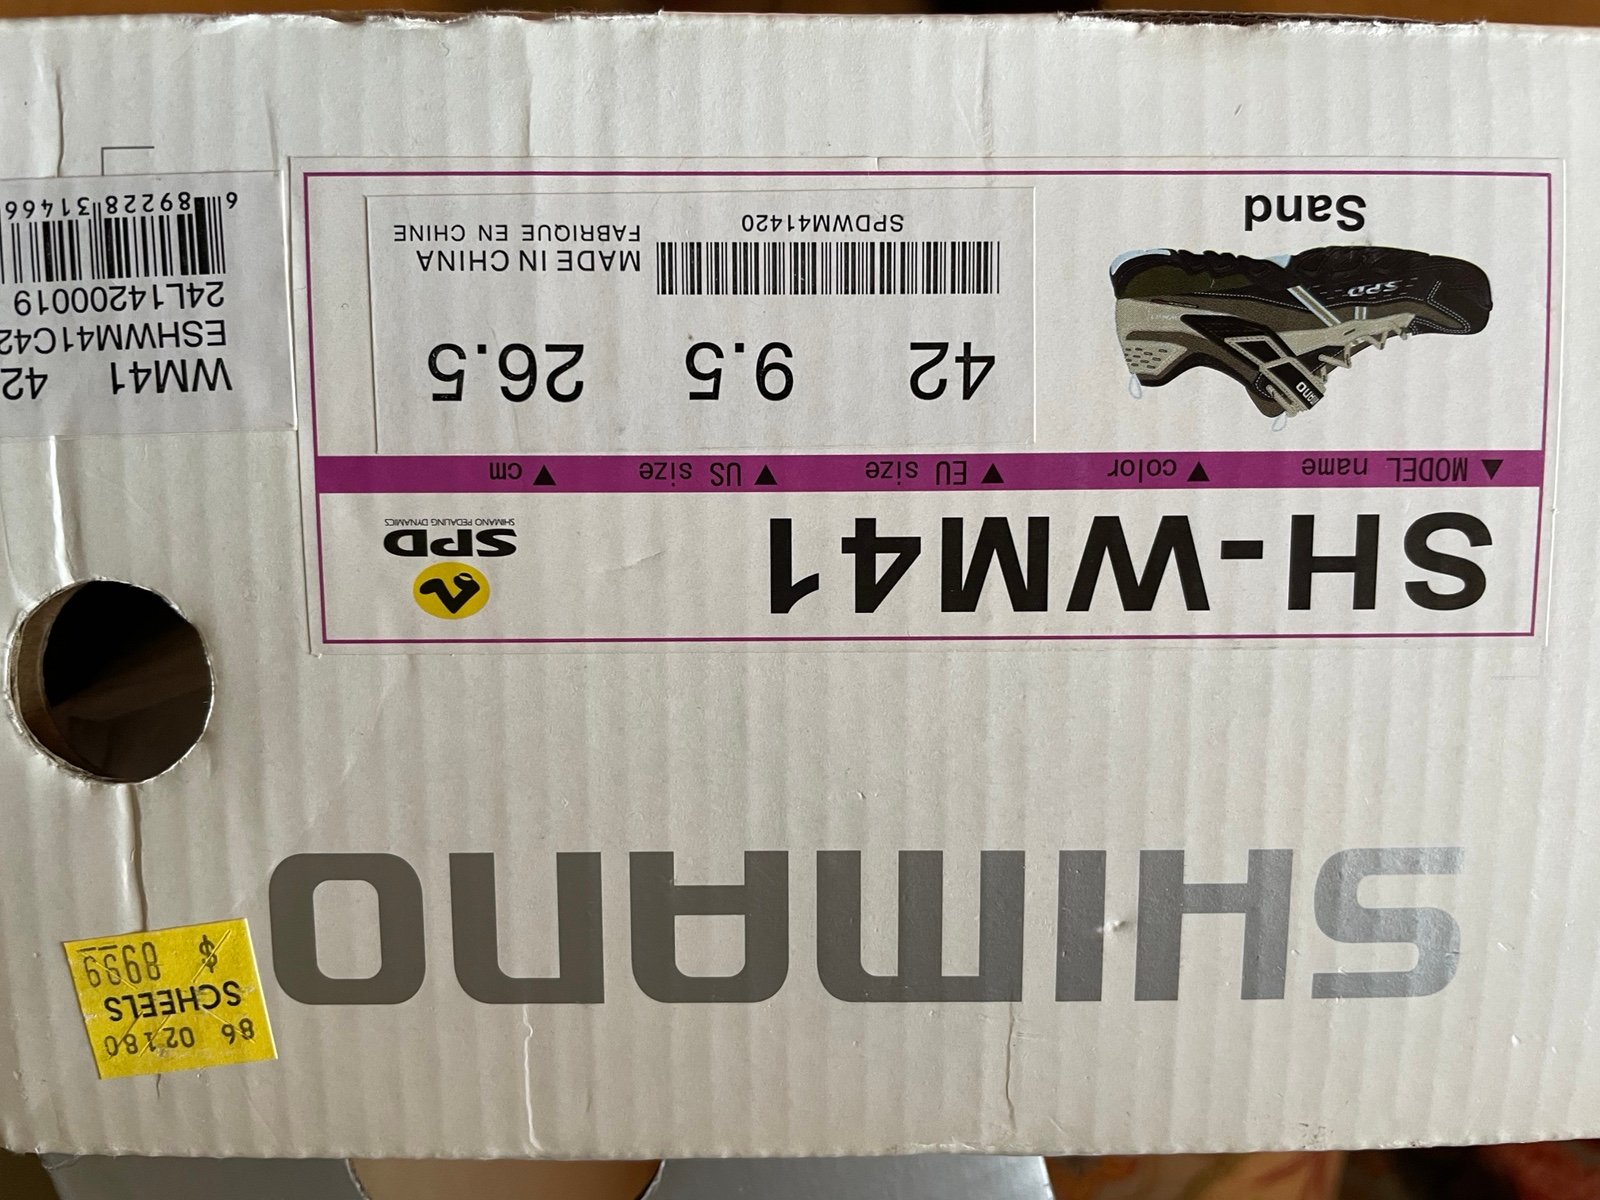 SHIMANO
86 02180
SCHEELS
$ 8999
SH-WM41
SPD
SHIMANO PEDALING DYNAMICS
▼ MODEL name ▲ color ▲ EU size ▲ US size ▲ cm
42 9.5 26.5
SPD
Sand
SPDWM41420
MADE IN CHINA
FABRIQUE EN CHINE
WM41 42
ESHWM41C42
24L14200019
6 89228 31466